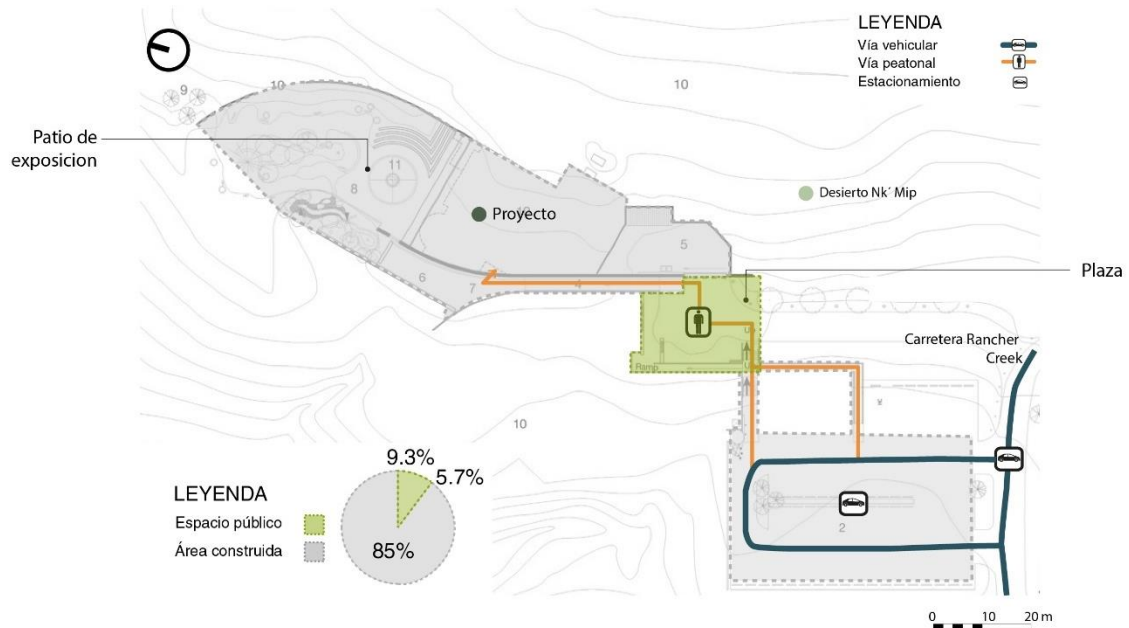 LEYENDA
Vía vehicular
Vía peatonal
Estacionamiento
10
9
10
Patio de
exposicion
11
8
Desierto Nk´ Mip
Proyecto
5
6
7
4
Plaza
Carretera Rancher
Creek
Ramp
10
9.3%
5.7%
LEYENDA
Espacio público
Área construida
85%
2
0 10 20 m